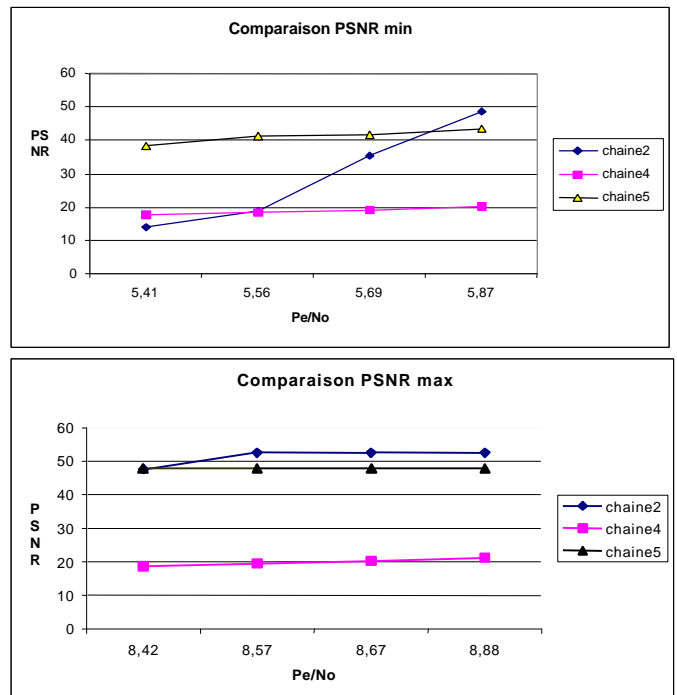 Comparaison PSNR min
60
50
40
30
20
10
0
PS
NR
5,41 5,56 5,69 5,87
Pe/No
chaine2
chaine4
chaine5
Comparaison PSNR max
60
50
40
30
20
10
0
P
S
N
R
8,42 8,57 8,67 8,88
Pe/No
chaine2
chaine4
chaine5